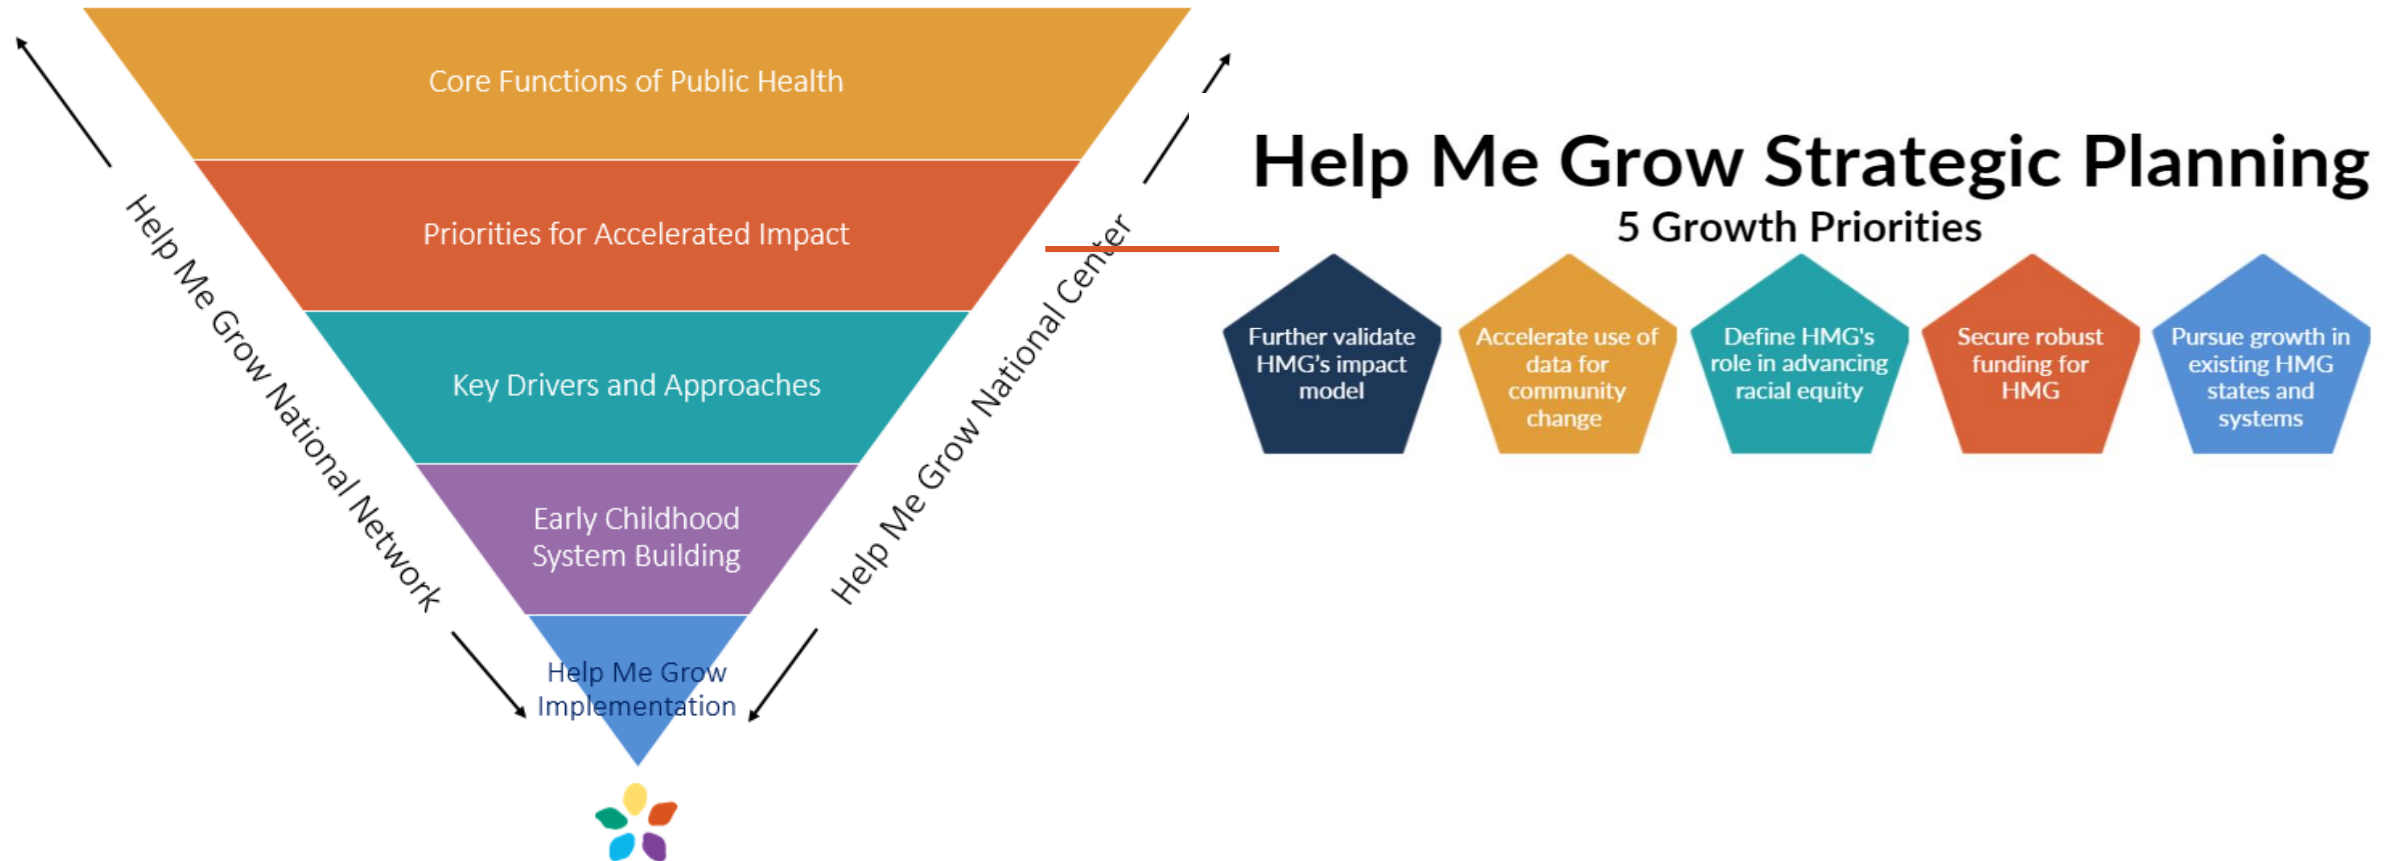 Core Functions of Public Health
Priorities for Accelerated Impact
Key Drivers and Approaches
Early Childhood
System Building
Help Me Grow
Implementation
Help Me Grow National Network
Help Me Grow National Center
Help Me Grow Strategic Planning
5 Growth Priorities
Further validate
HMG’s impact
model
Accelerate use of
data for
community
change
Define HMG's
role in advancing
racial equity
Secure robust
funding for
HMG
Pursue growth in
existing HMG
states and
systems